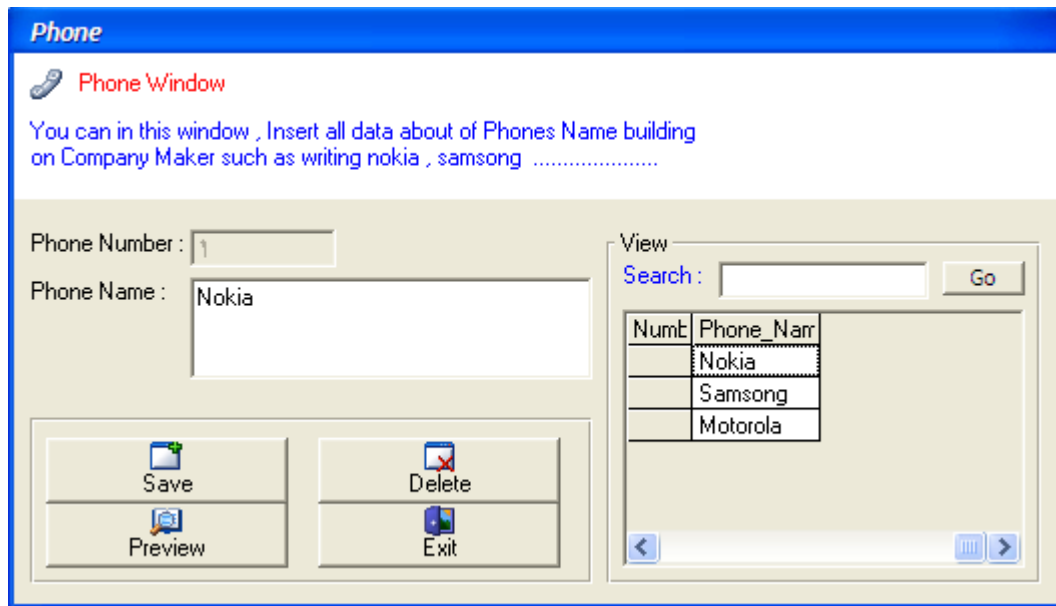 Phone
Phone Window
You can in this window , Insert all data about of Phones Name building
on Company Maker such as writing nokia , samsong ......................
Phone Number : ١
Phone Name : Nokia
Save Delete
Preview Exit
View
Search : Go
Numb Phone_Nam
Nokia
Samsong
Motorola